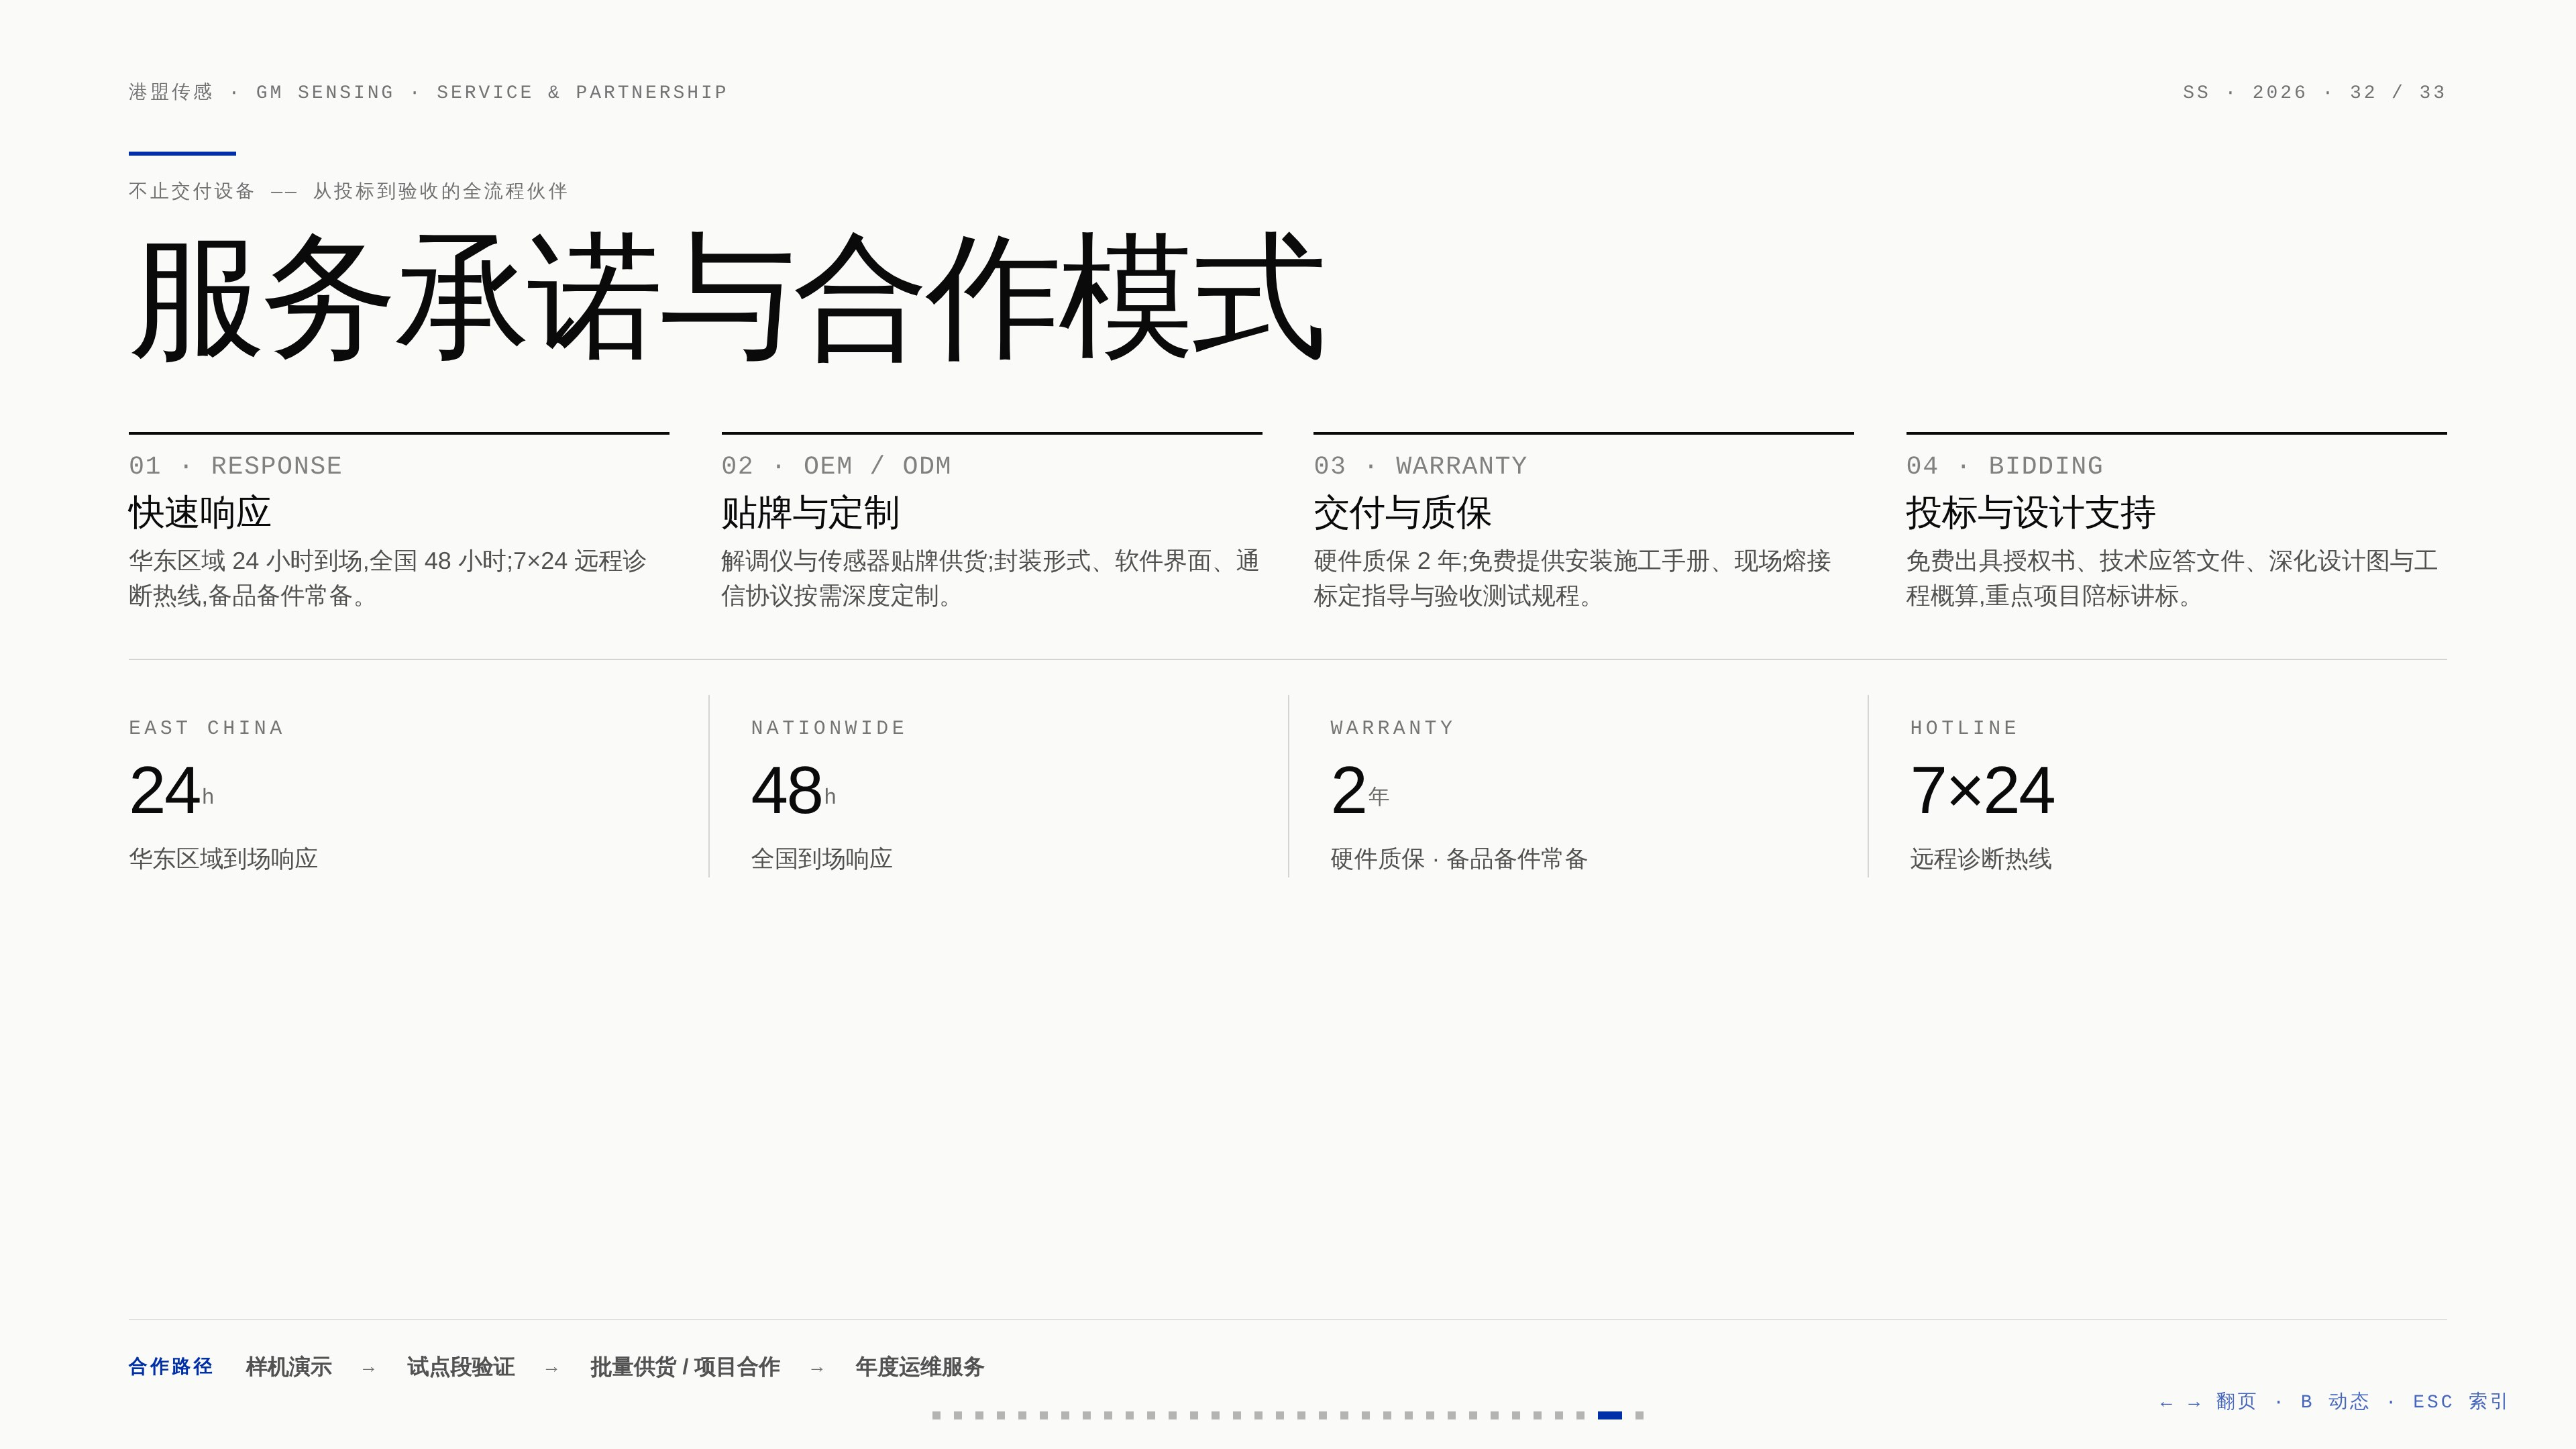 港盟传感 · GM SENSING · SERVICE & PARTNERSHIP
SS · 2026 · 32 / 33
不止交付设备 —— 从投标到验收的全流程伙伴
服务承诺与合作模式
01 · RESPONSE
快速响应
华东区域 24 小时到场,全国 48 小时;7×24 远程诊
断热线,备品备件常备。
02 · OEM / ODM
贴牌与定制
解调仪与传感器贴牌供货;封装形式、软件界面、通
信协议按需深度定制。
03 · WARRANTY
交付与质保
硬件质保 2 年;免费提供安装施工手册、现场熔接
标定指导与验收测试规程。
04 · BIDDING
投标与设计支持
免费出具授权书、技术应答文件、深化设计图与工
程概算,重点项目陪标讲标。
EAST CHINA
24h
华东区域到场响应
NATIONWIDE
48h
全国到场响应
WARRANTY
2年
硬件质保 · 备品备件常备
HOTLINE
7×24
远程诊断热线
合作路径 样机演示 → 试点段验证 → 批量供货 / 项目合作 → 年度运维服务
← → 翻页 · B 动态 · ESC 索引